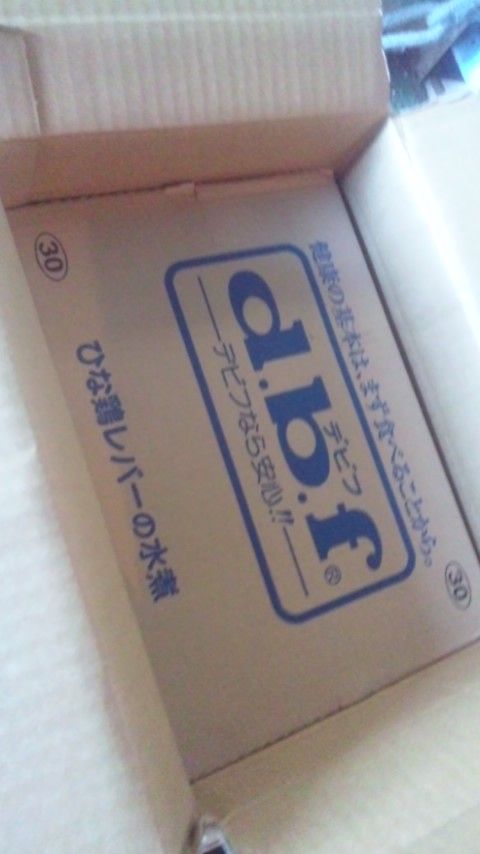 健康の基本は、まず食べることから。
デビフ
d.b.f®
デビフなら安心!!
ひな鶏レバーの水煮
30
30